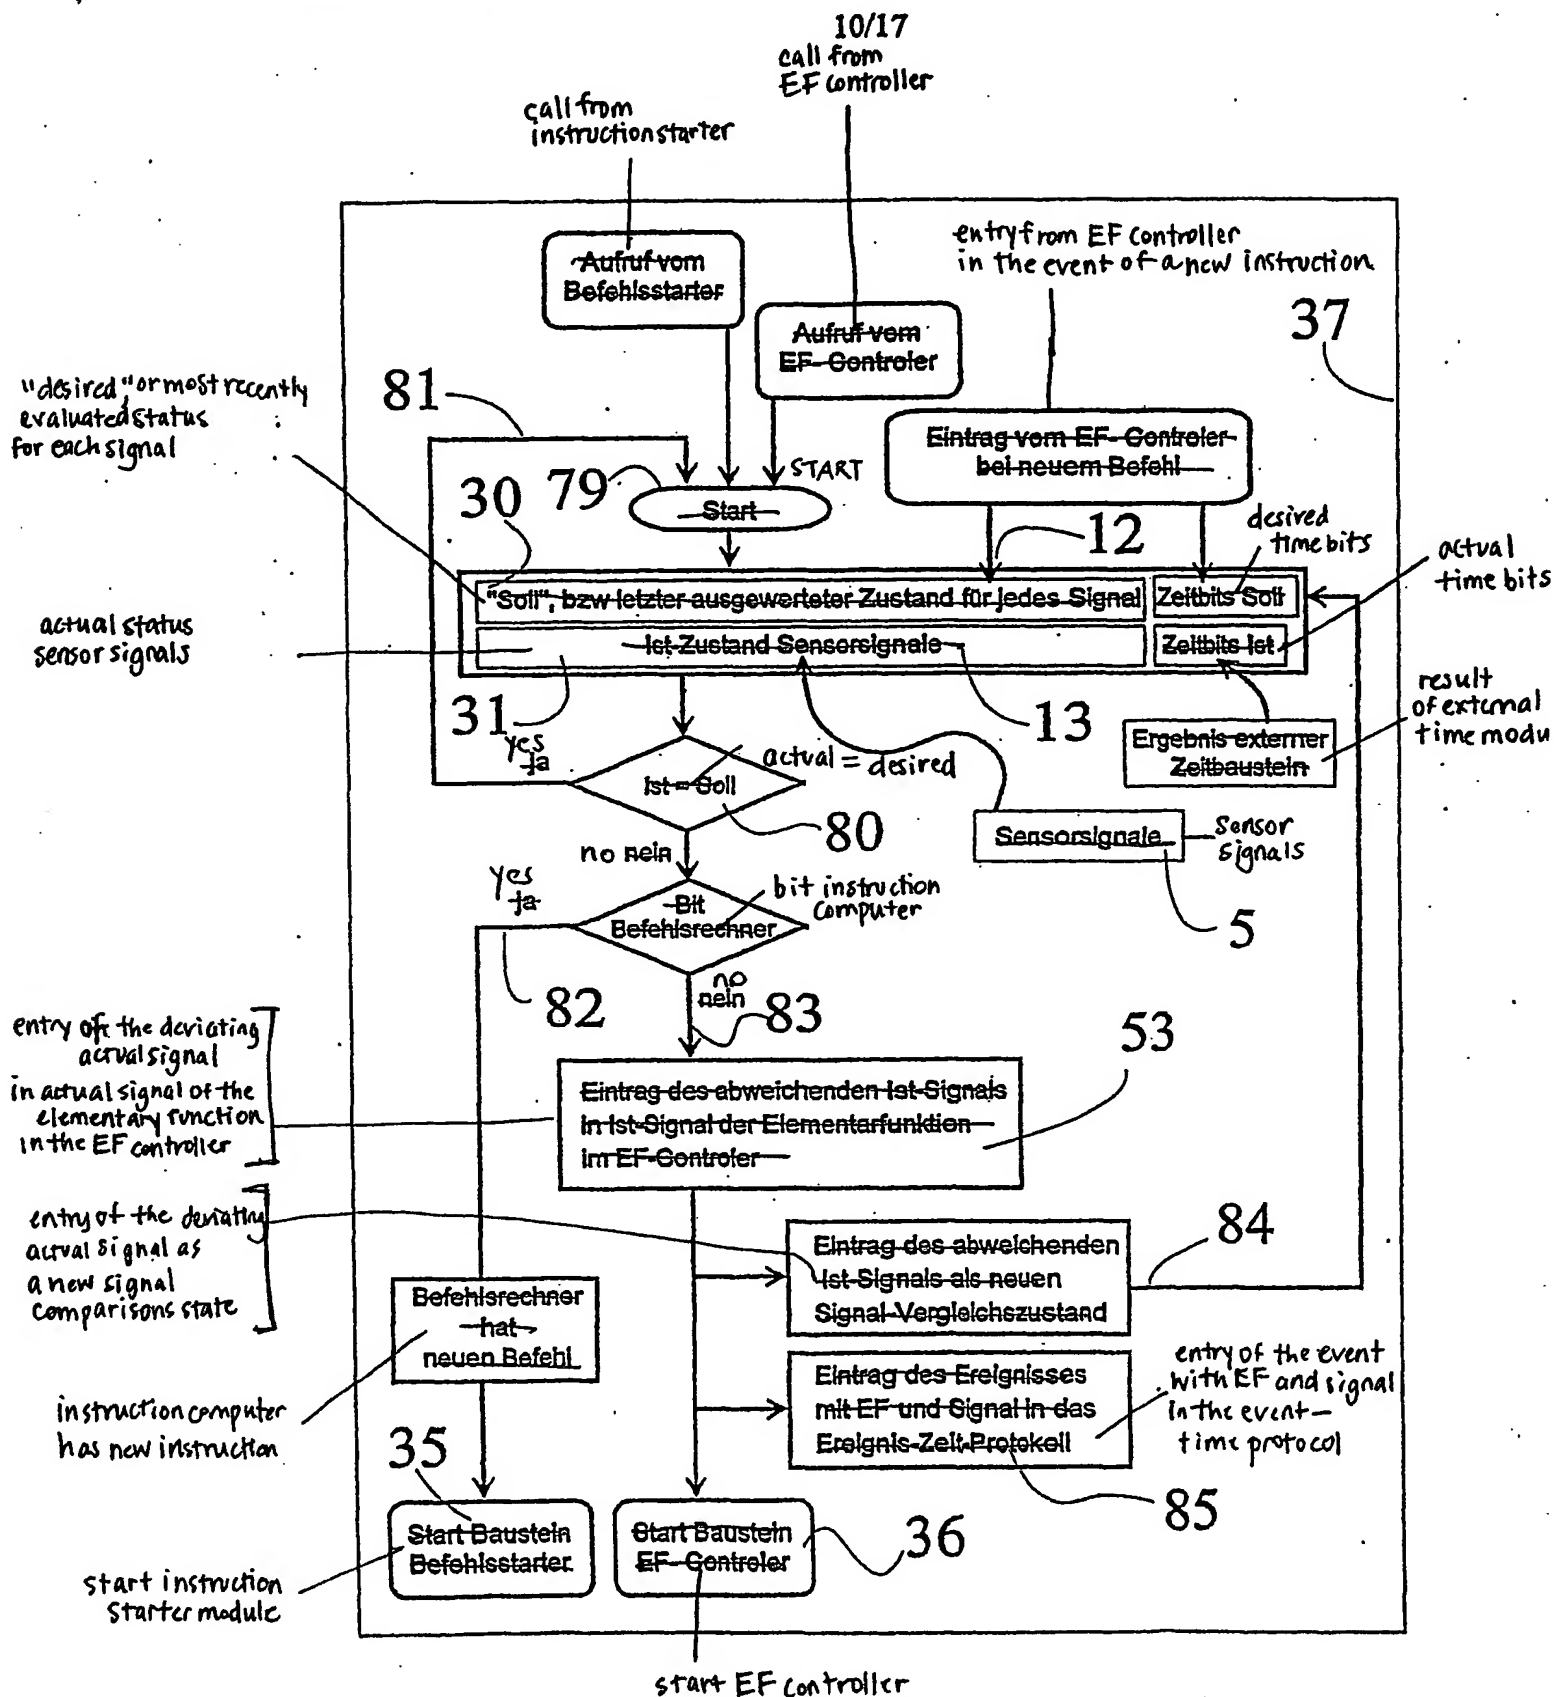 10/17
call from
EF controller
call from
instruction starter
entry from EF controller
in the event of a new instruction
Aufruf vom
Befehlsstarter
Aufruf vom
EF-Controler
37
"desired", or most recently
evaluated status
for each signal
81
Eintrag vom EF-Controler
bei neuem Befehl
START
79
30
Start
12
desired
time bits
actual
time bits
"Soll", bzw letzter ausgewerteter Zustand für jedes Signal
Zeitbits Soll
actual status
sensor signals
Ist-Zustand Sensorsignale
Zeitbits Ist
31
13
result
of external
time modu
yes
ja
actual = desired
Ist = Soll
Ergebnis externer
Zeitbaustein
80
Sensorsignale
sensor
signals
no nein
yes
ja
Bit
Befehlsrechner
bit instruction
computer
5
no
nein
82
83
53
entry of the deviating
actual signal
in actual signal of the
elementary function
in the EF controller
Eintrag des abweichenden Ist-Signals
in Ist-Signal der Elementarfunktion
im EF-Controler
entry of the deviating
actual signal as
a new signal
comparisons state
Eintrag des abweichenden
Ist-Signals als neuen
Signal-Vergleichszustand
84
Befehlsrechner
hat
neuen Befehl
Eintrag des Ereignisses
mit EF und Signal in das
Ereignis-Zeit-Protokoll
entry of the event
with EF and signal
in the event-
time protocol
instruction computer
has new instruction
35
85
Start Baustein
Befehlsstarter
Start Baustein
EF-Controler
36
start instruction
starter module
start EF controller